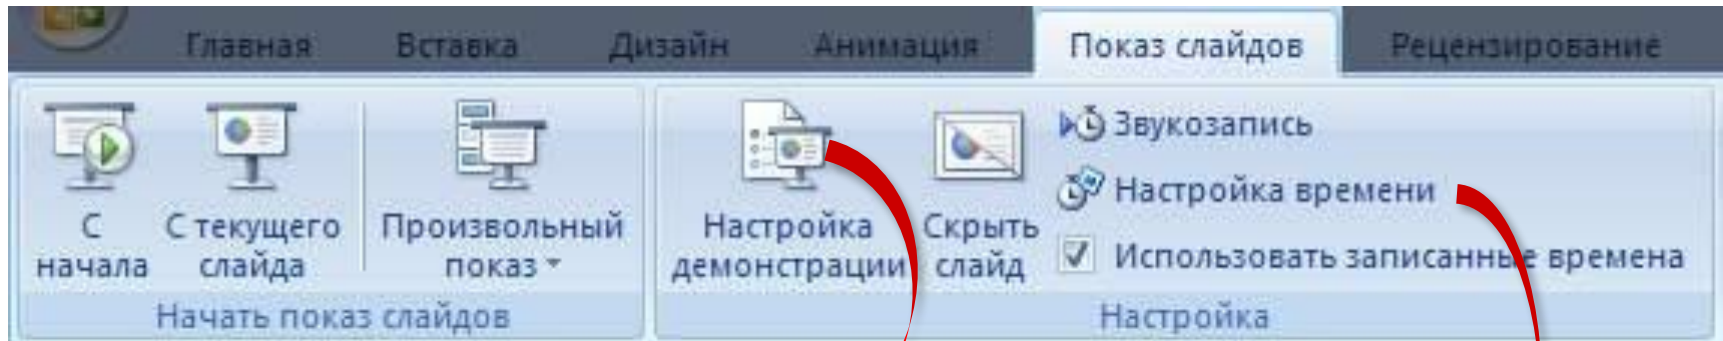 Главная Вставка Дизайн Анимация Показ слайдов Рецензирование
С начала
С текущего слайда
Произвольный показ
Настройка демонстрации
Скрыть слайд
Звукозапись
Настройка времени
Использовать записанные времена
Начать показ слайдов
Настройка